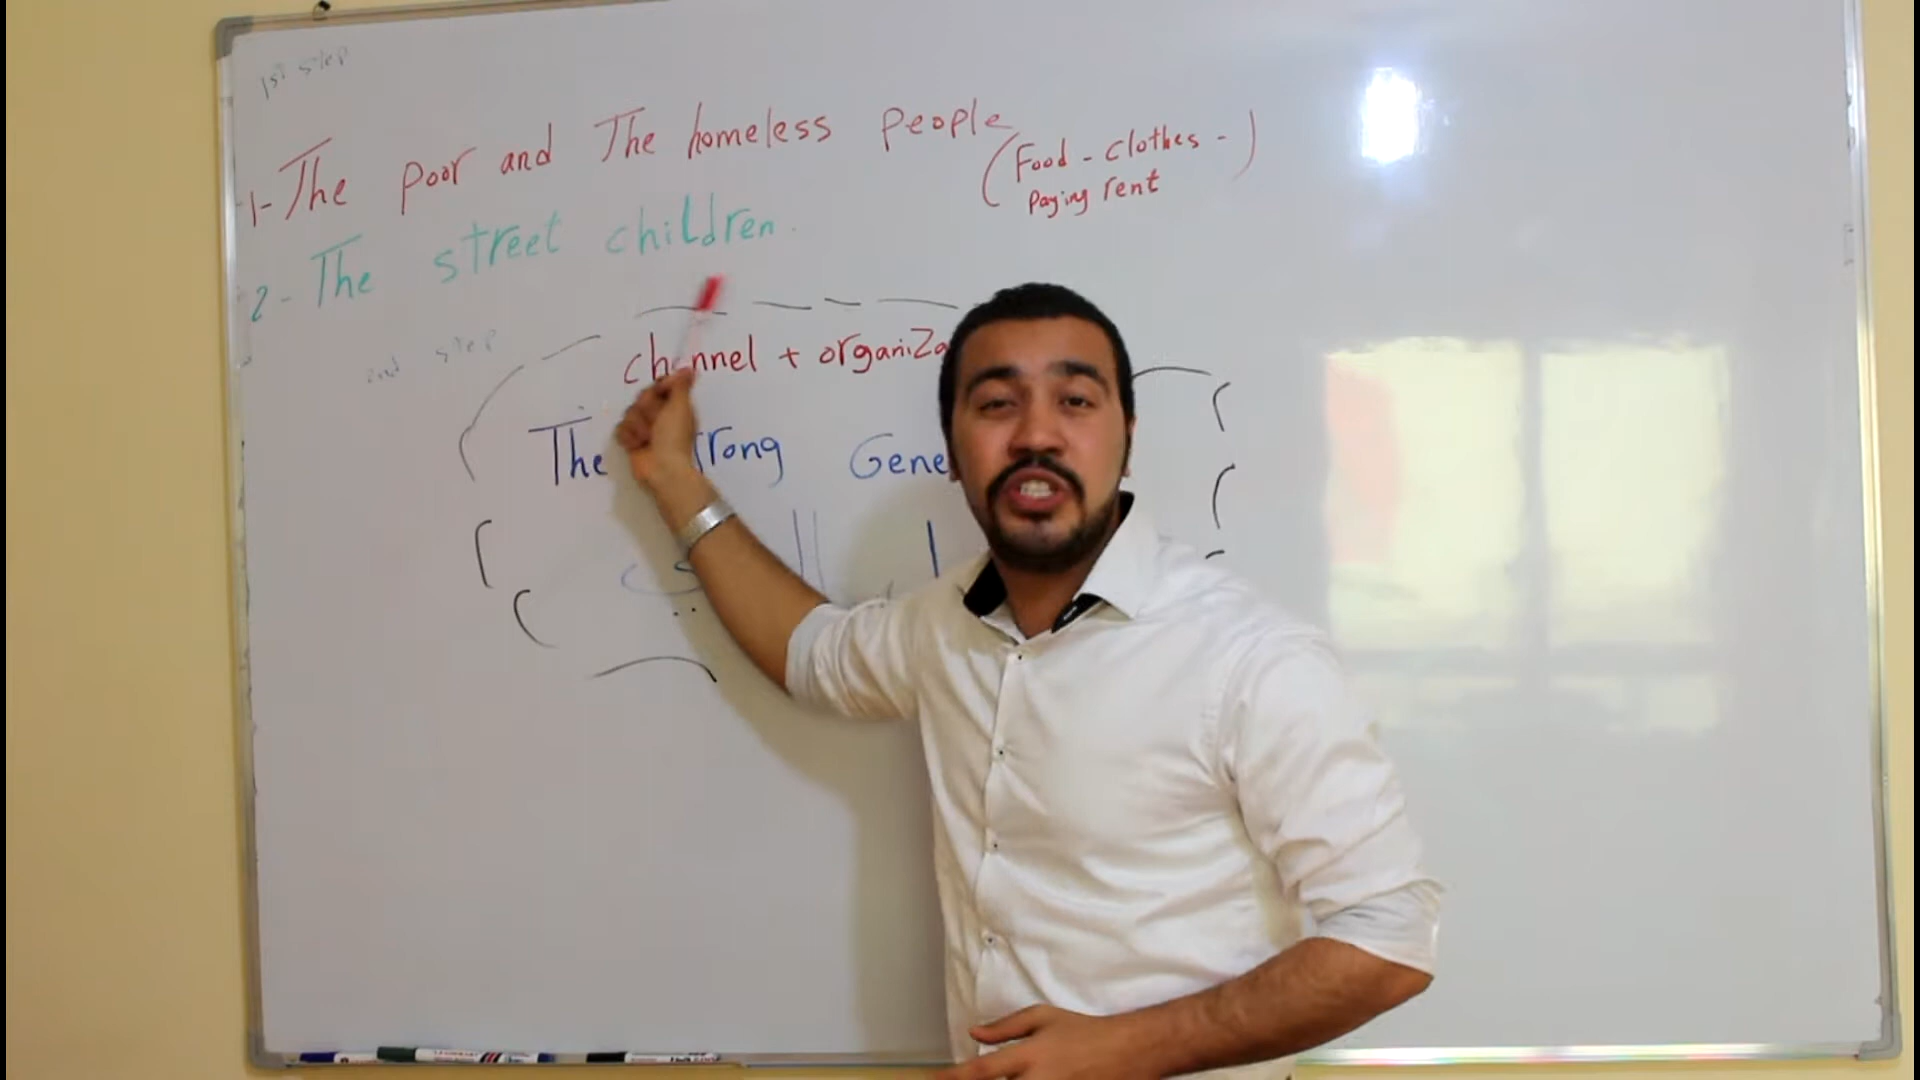 1st step
1- The poor and The homeless people
(Food - clothes -)
paying rent
2- The street children.
2nd step
channel + organiza
The trong Gene